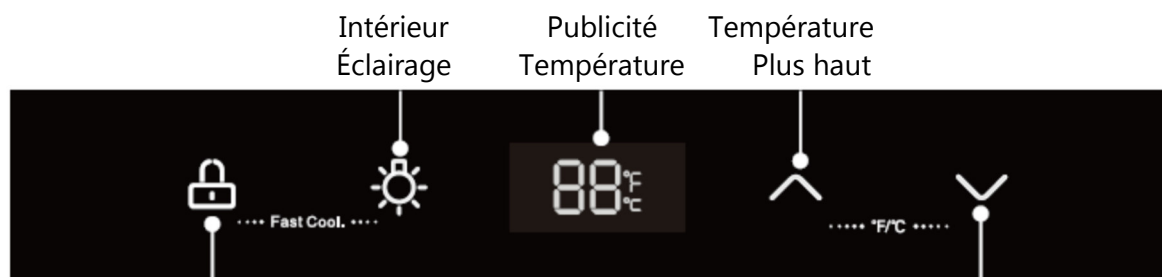 Intérieur Publicité Température
Éclairage Température Plus haut
88°F
°C
Fast Cool.
°F/°C